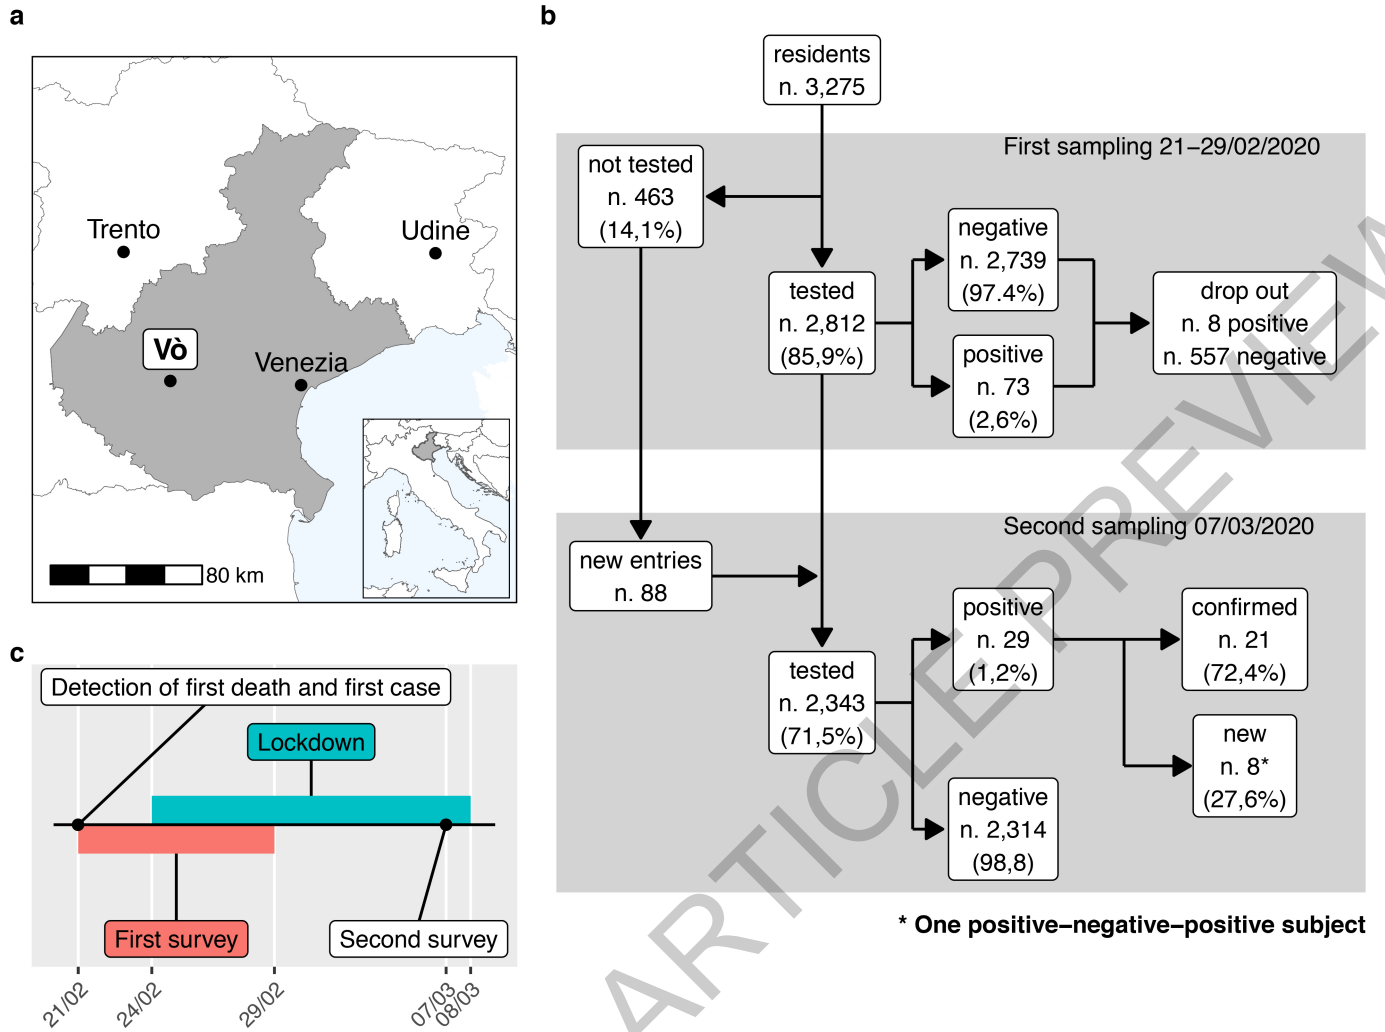 a
Trento
Udine
Vò
Venezia
80 km
b
residents
n. 3,275
First sampling 21–29/02/2020
not tested
n. 463
(14,1%)
tested
n. 2,812
(85,9%)
negative
n. 2,739
(97.4%)
positive
n. 73
(2,6%)
drop out
n. 8 positive
n. 557 negative
Second sampling 07/03/2020
new entries
n. 88
tested
n. 2,343
(71,5%)
positive
n. 29
(1,2%)
confirmed
n. 21
(72,4%)
new
n. 8*
(27,6%)
negative
n. 2,314
(98,8)
* One positive–negative–positive subject
c
Detection of first death and first case
Lockdown
First survey
Second survey
21/02
24/02
29/02
07/03
08/03
ARTICLE PREVIEW